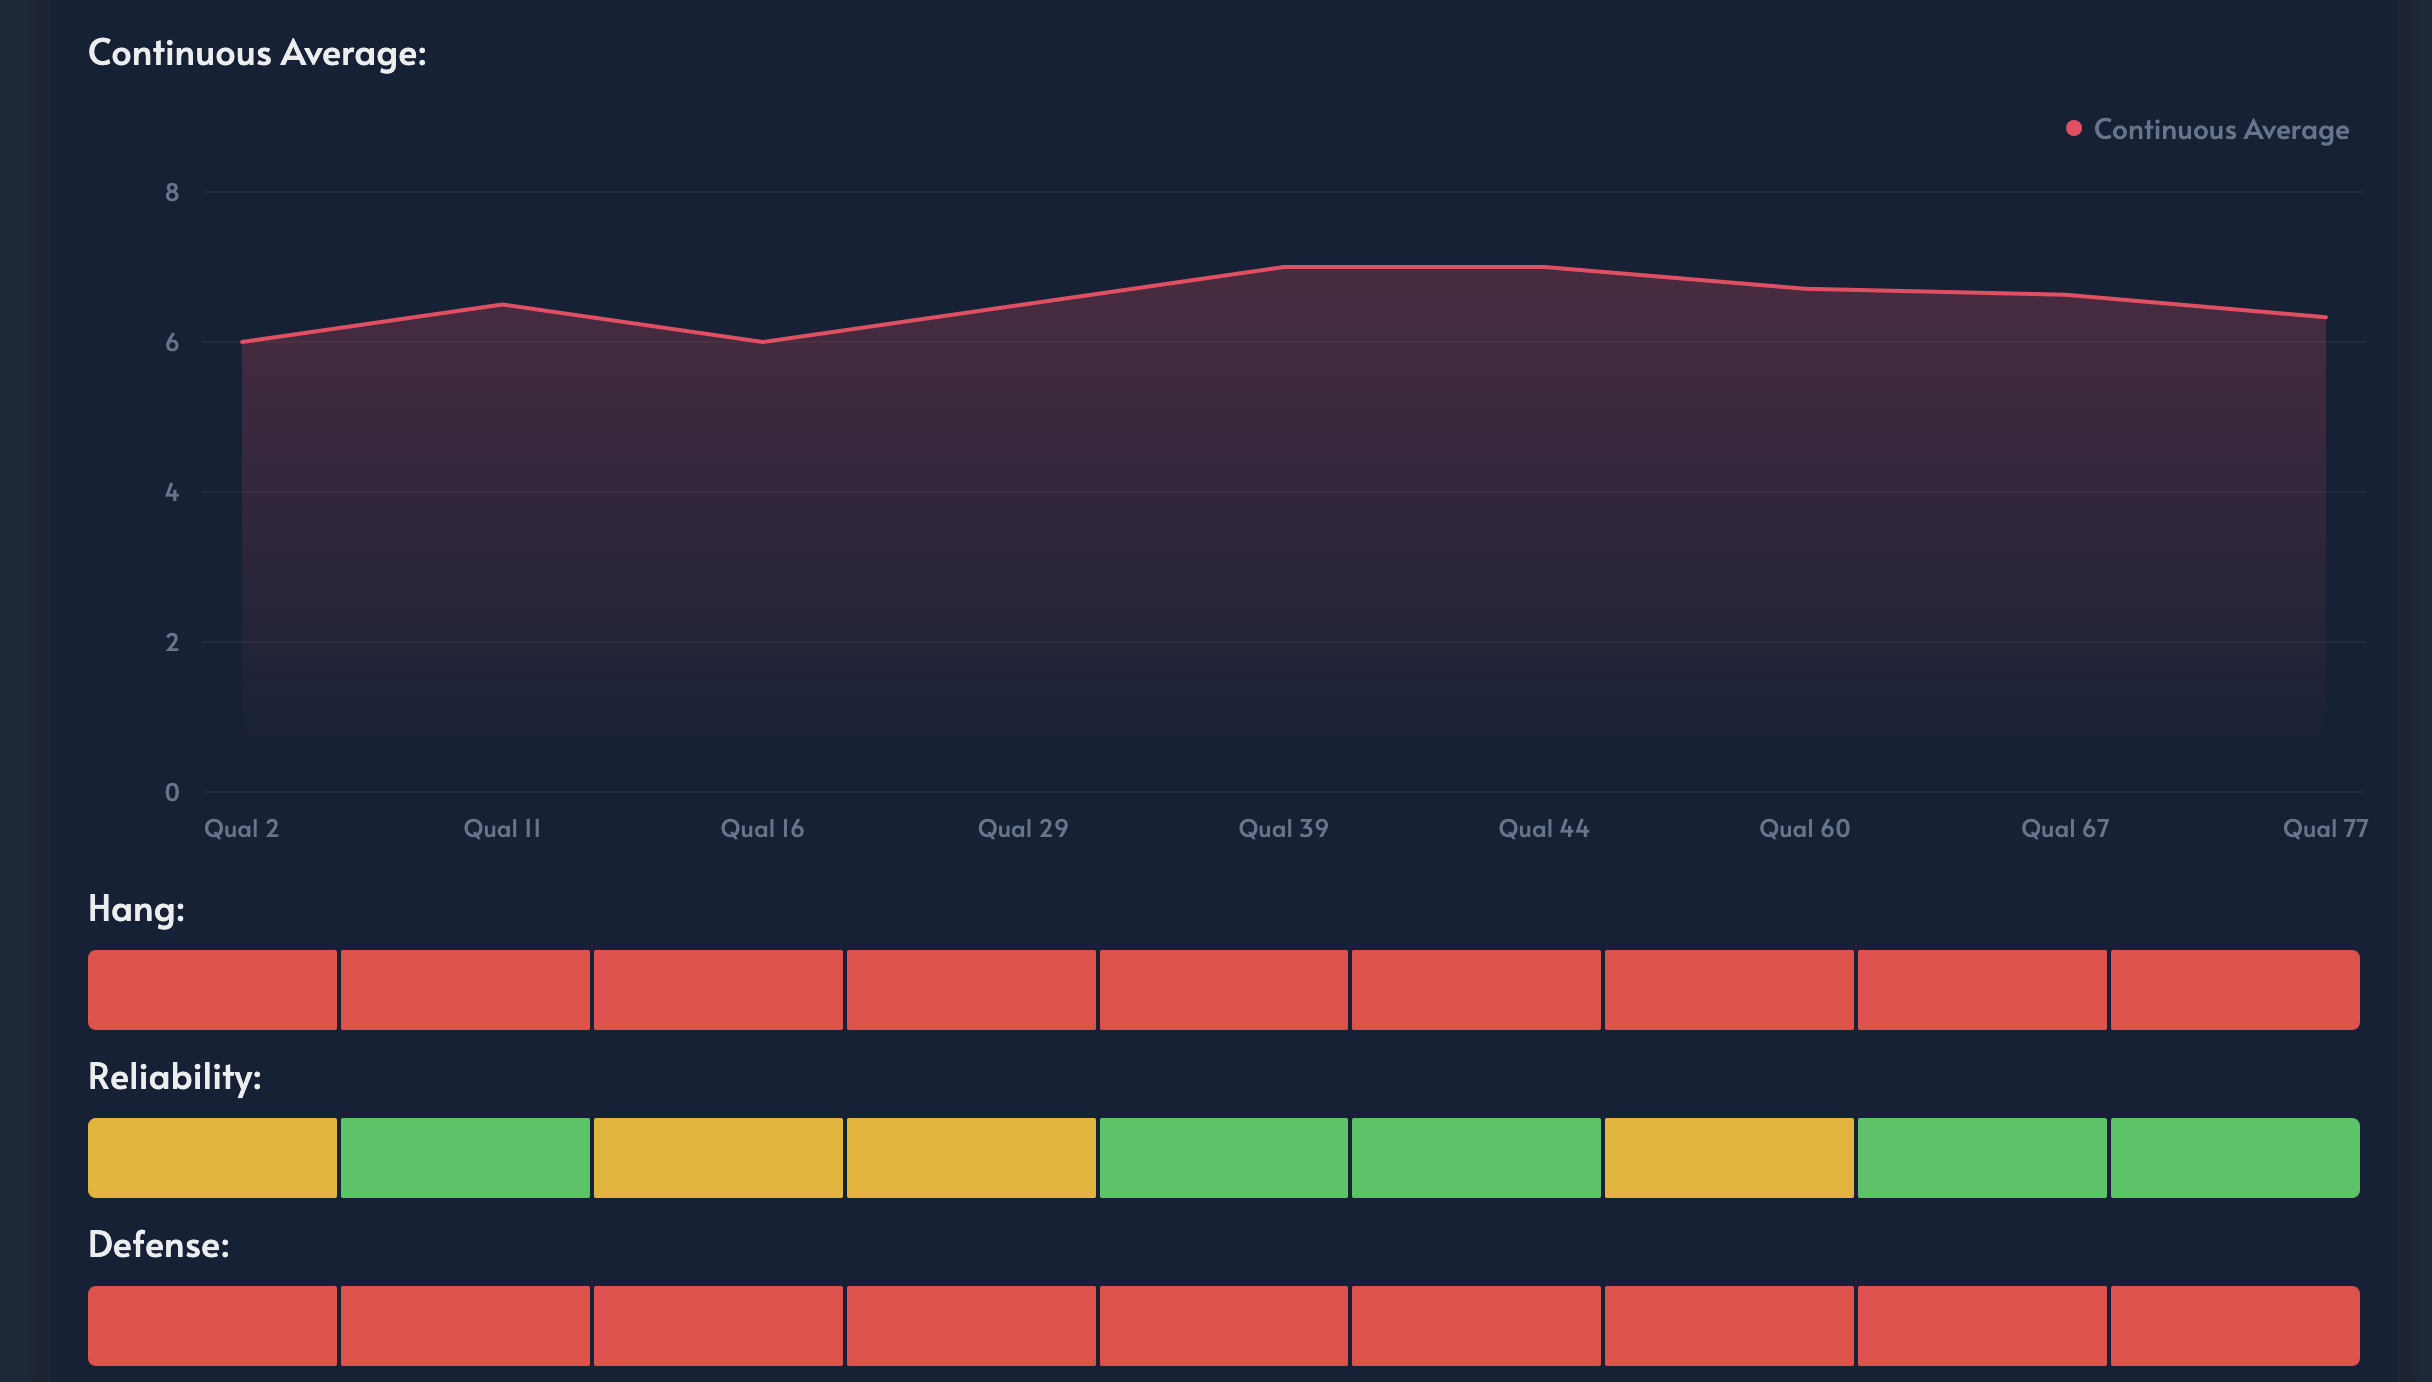 Continuous Average:
Continuous Average
8
6
4
2
0
Qual 2 Qual 11 Qual 16 Qual 29 Qual 39 Qual 44 Qual 60 Qual 67 Qual 77
Hang:
Reliability:
Defense: